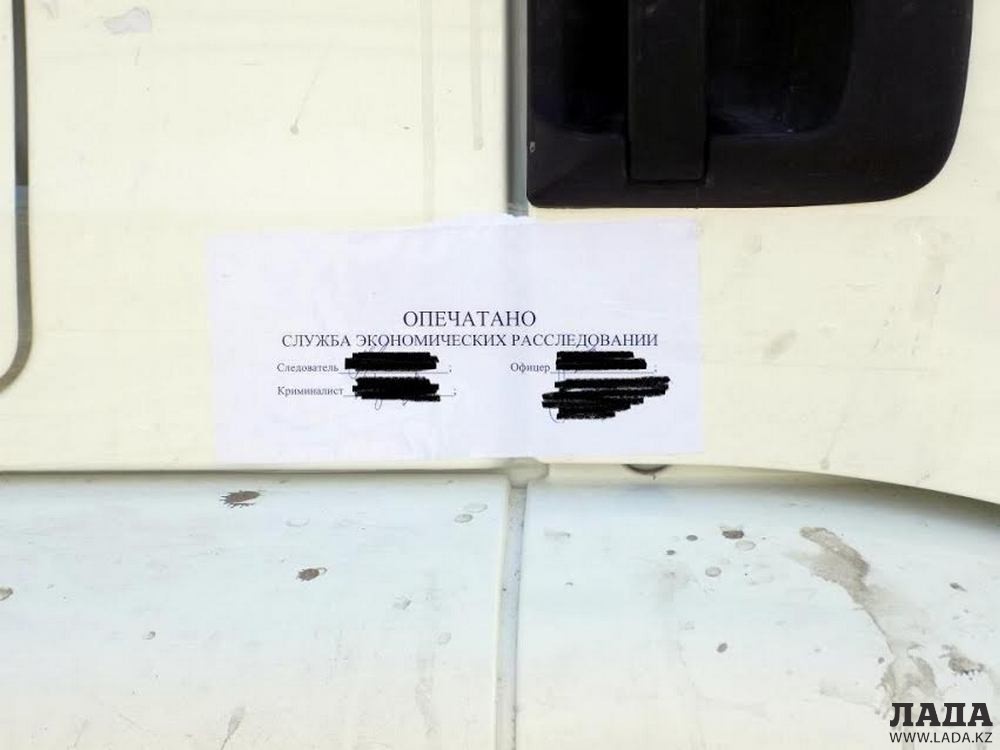 ОПЕЧАТАНО
СЛУЖБА ЭКОНОМИЧЕСКИХ РАССЛЕДОВАНИИ
Следователь ; Офицер ;
Криминалист ;
ЛАДА
WWW.LADA.KZ